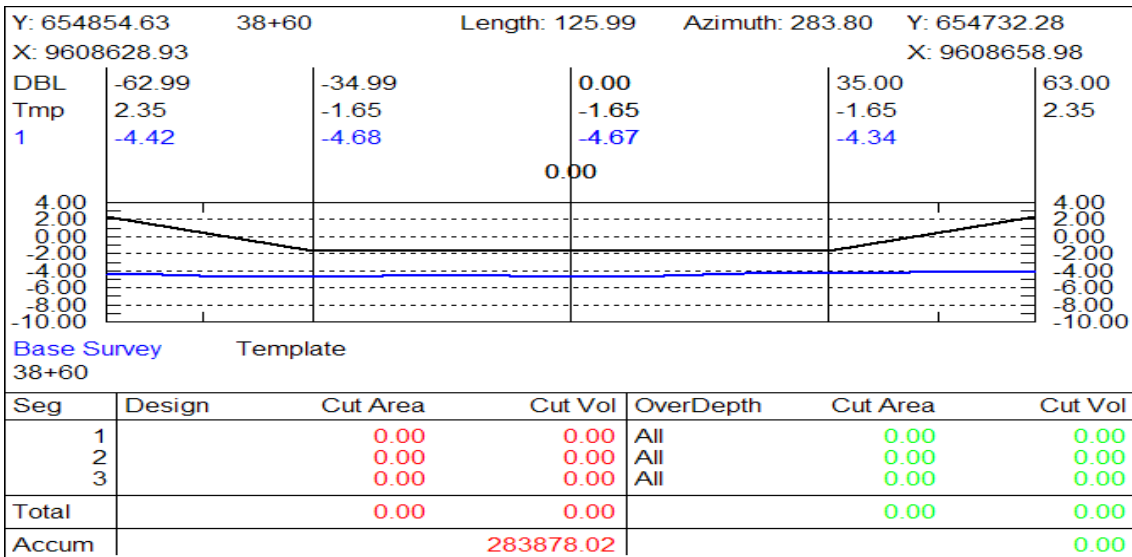 Y: 654854.63 38+60 Length: 125.99 Azimuth: 283.80 Y: 654732.28
X: 9608628.93 X: 9608658.98
DBL -62.99 -34.99 0.00 35.00 63.00
Tmp 2.35 -1.65 -1.65 -1.65 2.35
1 -4.42 -4.68 -4.67 -4.34
0.00
4.00 4.00
2.00 2.00
0.00 0.00
-2.00 -2.00
-4.00 -4.00
-6.00 -6.00
-8.00 -8.00
-10.00 -10.00
Base Survey Template
38+60
Seg Design Cut Area Cut Vol OverDepth Cut Area Cut Vol
1 0.00 0.00 All 0.00 0.00
2 0.00 0.00 All 0.00 0.00
3 0.00 0.00 All 0.00 0.00
Total 0.00 0.00 0.00 0.00
Accum 283878.02 0.00